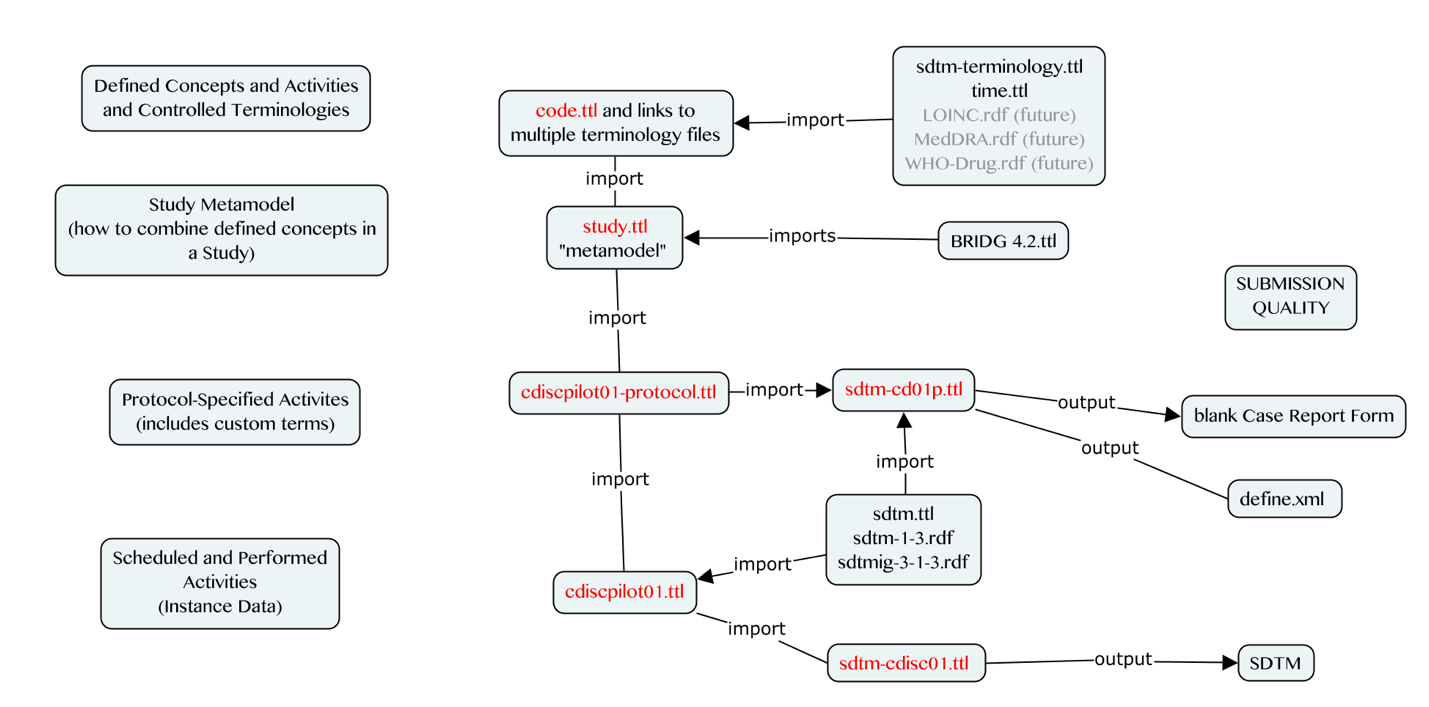 Defined Concepts and Activities
and Controlled Terminologies
code.ttl and links to
multiple terminology files
import
sdtm-terminology.ttl
time.ttl
LOINC.rdf (future)
MedDRA.rdf (future)
WHO-Drug.rdf (future)
import
Study Metamodel
(how to combine defined concepts in
a Study)
study.ttl
"metamodel"
imports
BRIDG 4.2.ttl
SUBMISSION
QUALITY
import
Protocol-Specified Activites
(includes custom terms)
cdiscpilot01-protocol.ttl
import
sdtm-cd01p.ttl
output
blank Case Report Form
output
define.xml
import
import
sdtm.ttl
sdtm-1-3.rdf
sdtmig-3-1-3.rdf
Scheduled and Performed
Activities
(Instance Data)
import
cdiscpilot01.ttl
import
sdtm-cdisc01.ttl
output
SDTM